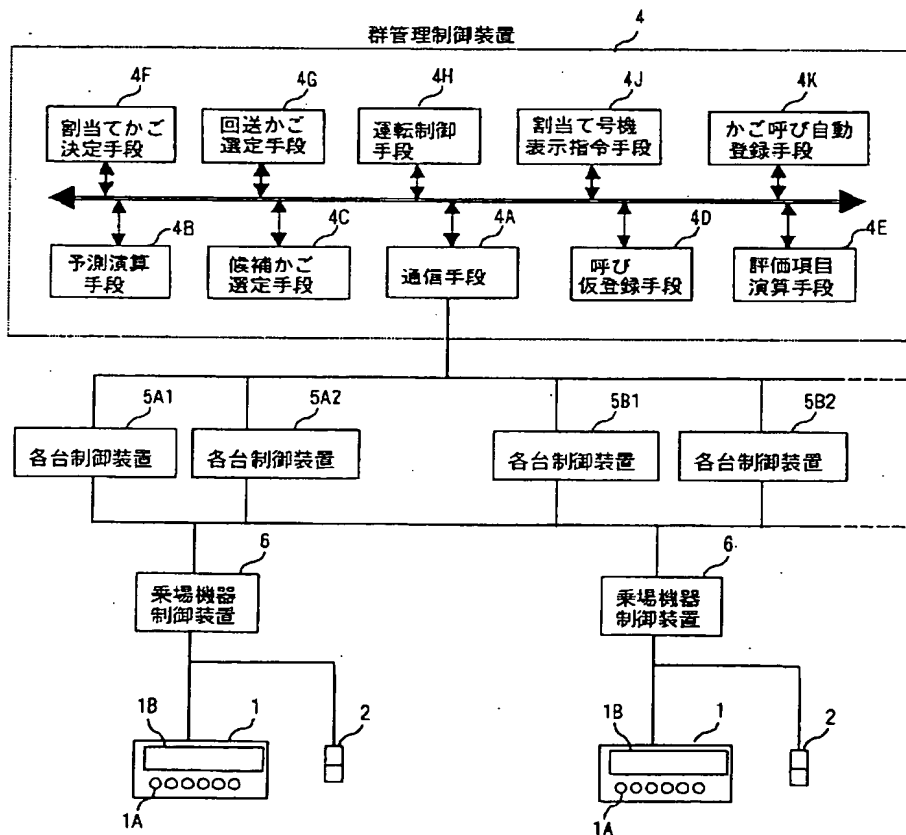 群管理制御装置
4
4F
4G
4H
4J
4K
割当てかご
決定手段
回送かご
選定手段
運転制御
手段
割当て号機
表示指令手段
かご呼び自動
登録手段
4B
4C
4A
4D
4E
予測演算
手段
候補かご
選定手段
通信手段
呼び
仮登録手段
評価項目
演算手段
5A1
5A2
5B1
5B2
各台制御装置
各台制御装置
各台制御装置
各台制御装置
6
6
乗場機器
制御装置
乗場機器
制御装置
1B
1
2
1B
1
2
1A
1A